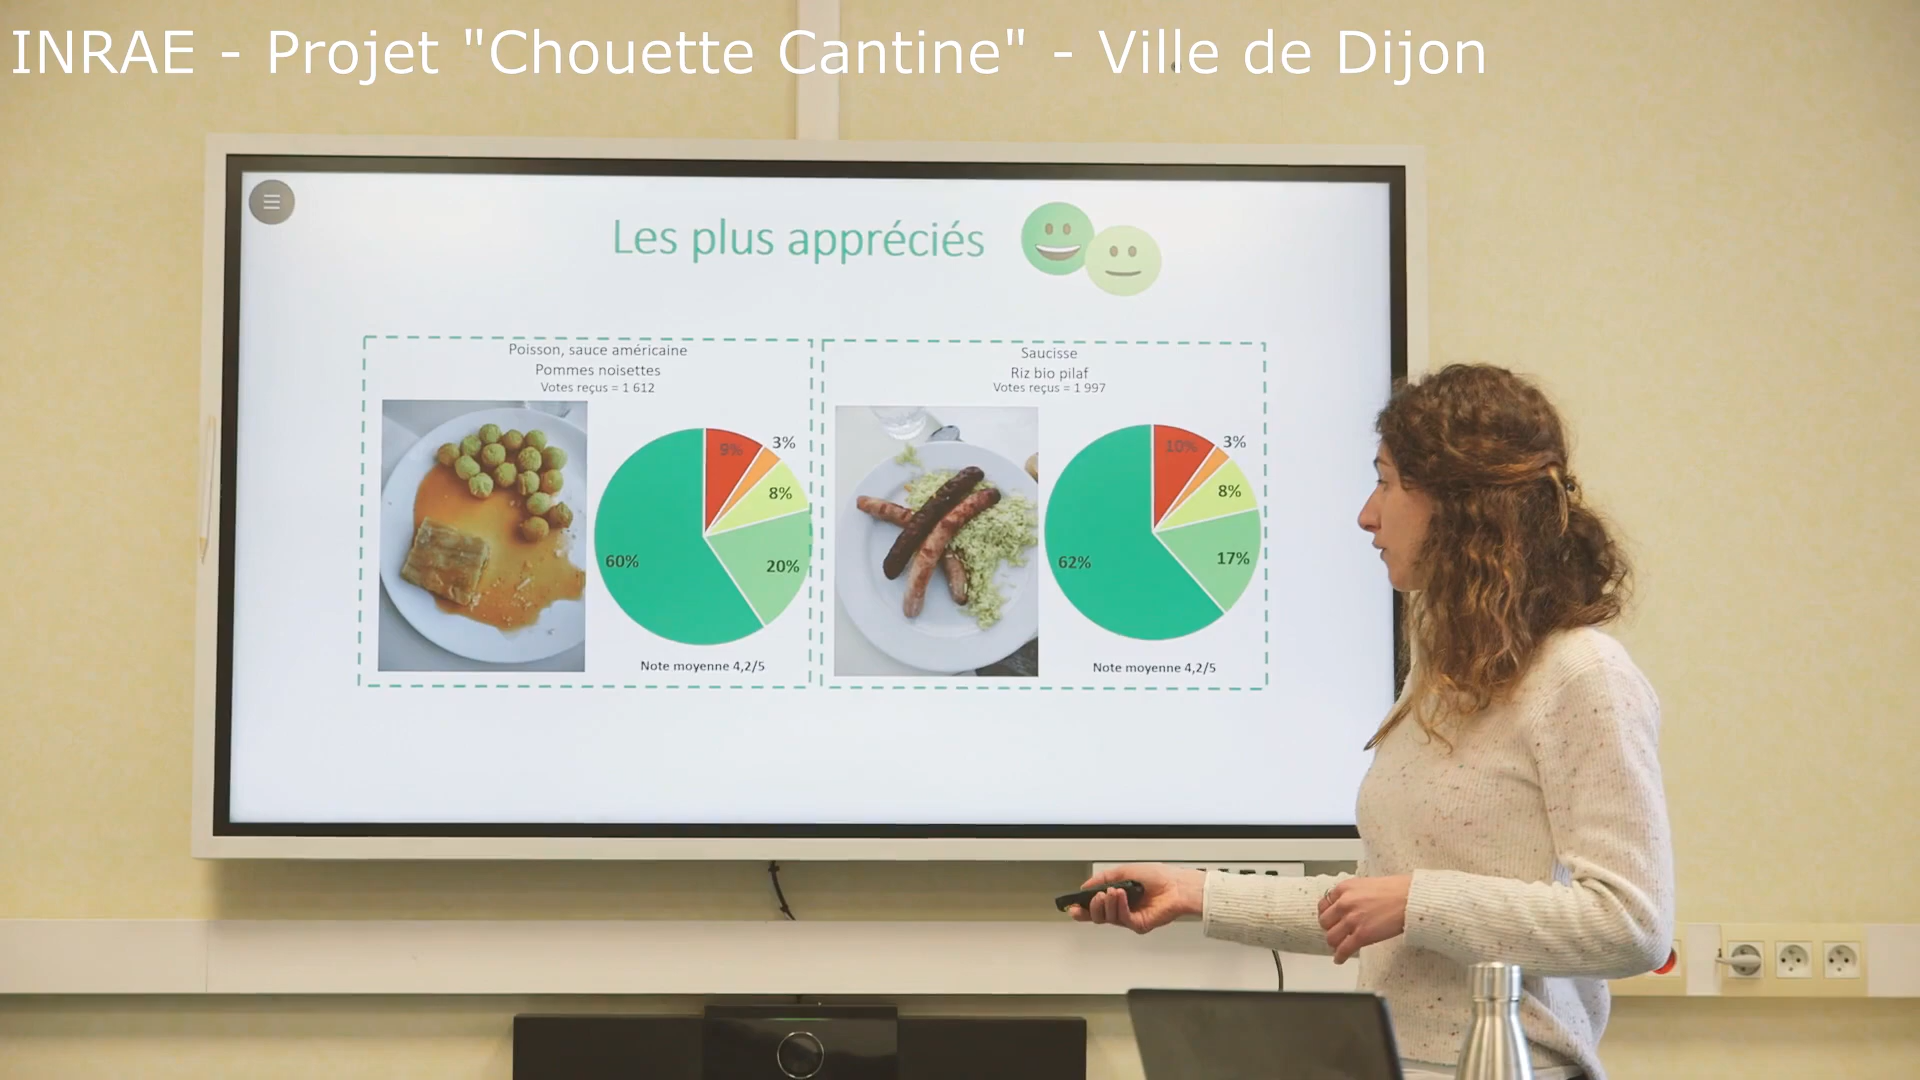 INRAE - Projet "Chouette Cantine" - Ville de Dijon
Les plus appréciés
Poisson, sauce américaine
Pommes noisettes
Votes reçus = 1 612
9%
3%
8%
20%
60%
Note moyenne 4,2/5
Saucisse
Riz bio pilaf
Votes reçus = 1 997
10%
3%
8%
17%
62%
Note moyenne 4,2/5